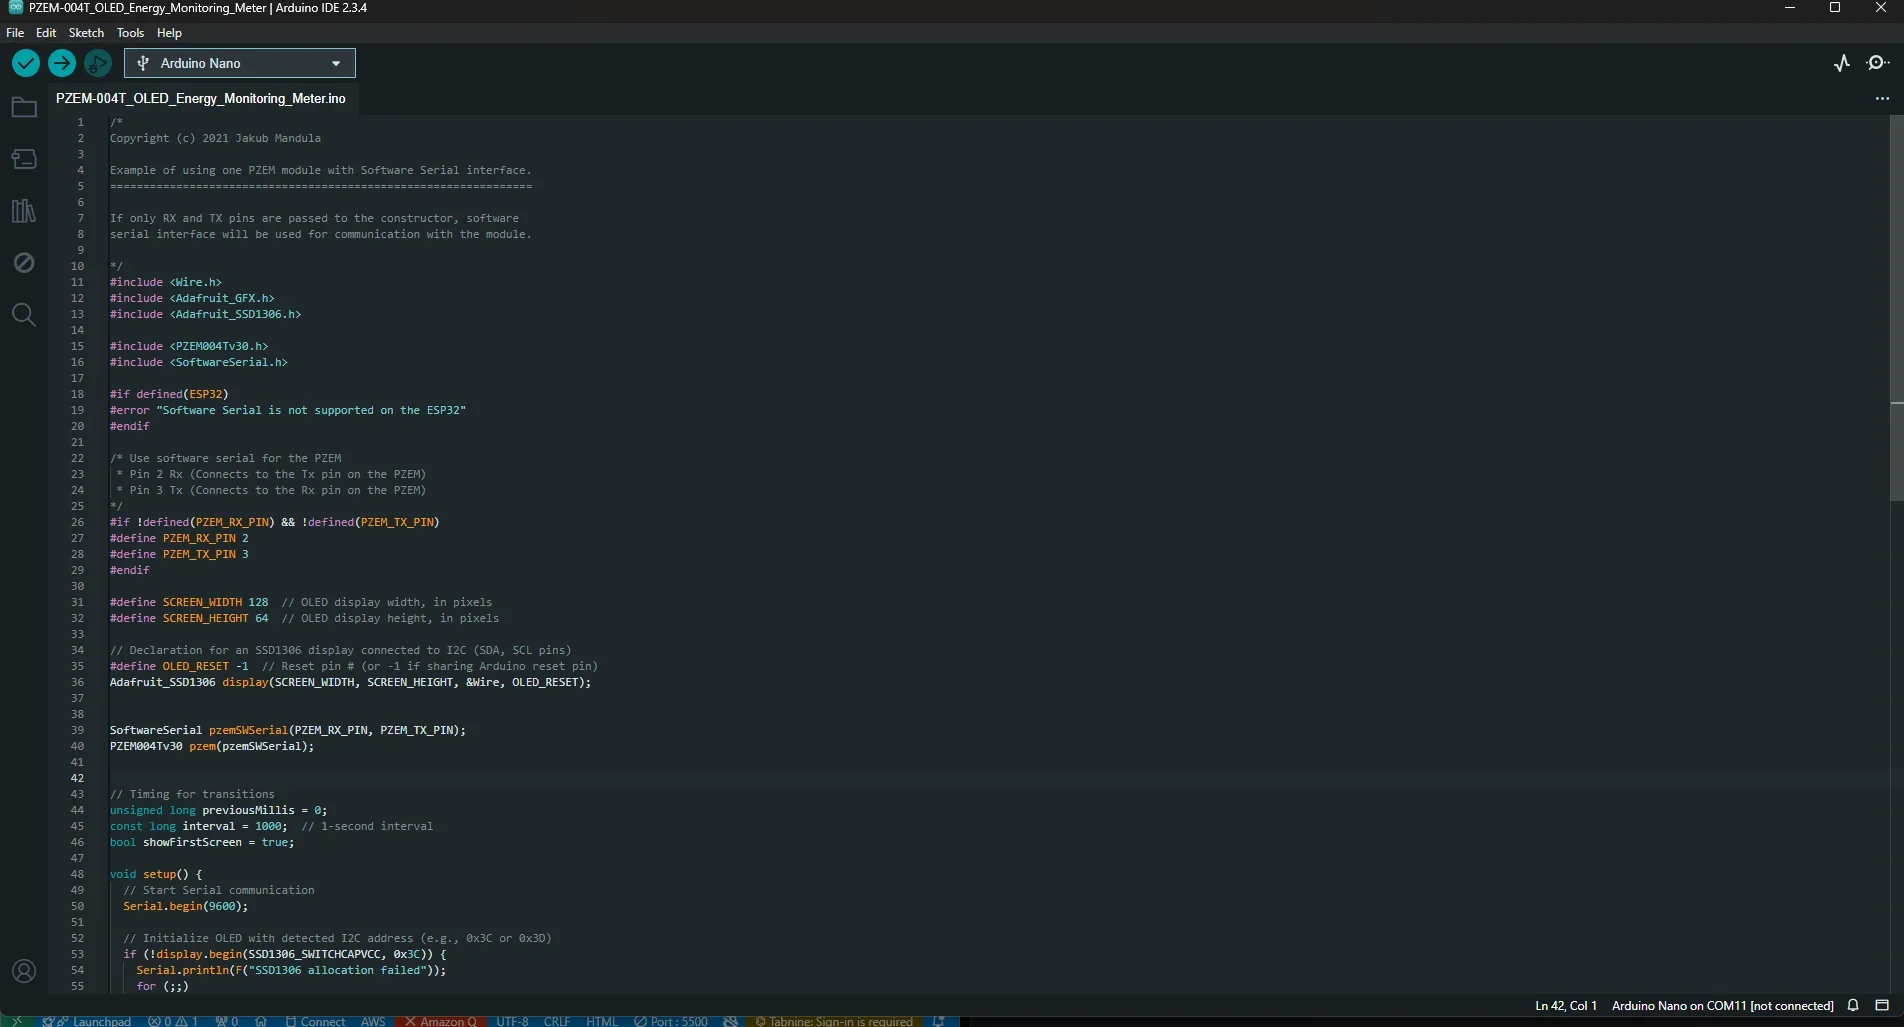 PZEM-004T_OLED_Energy_Monitoring_Meter | Arduino IDE 2.3.4
File Edit Sketch Tools Help
Arduino Nano
PZEM-004T_OLED_Energy_Monitoring_Meter.ino
1 /*
2 Copyright (c) 2021 Jakub Mandula
3
4 Example of using one PZEM module with Software Serial interface.
5 ================================================================
6
7 If only RX and TX pins are passed to the constructor, software
8 serial interface will be used for communication with the module.
9
10 */
11 #include <Wire.h>
12 #include <Adafruit_GFX.h>
13 #include <Adafruit_SSD1306.h>
14
15 #include <PZEM004Tv30.h>
16 #include <SoftwareSerial.h>
17
18 #if defined(ESP32)
19 #error "Software Serial is not supported on the ESP32"
20 #endif
21
22 /* Use software serial for the PZEM
23  * Pin 2 Rx (Connects to the Tx pin on the PZEM)
24  * Pin 3 Tx (Connects to the Rx pin on the PZEM)
25 */
26 #if !defined(PZEM_RX_PIN) && !defined(PZEM_TX_PIN)
27 #define PZEM_RX_PIN 2
28 #define PZEM_TX_PIN 3
29 #endif
30
31 #define SCREEN_WIDTH 128  // OLED display width, in pixels
32 #define SCREEN_HEIGHT 64  // OLED display height, in pixels
33
34 // Declaration for an SSD1306 display connected to I2C (SDA, SCL pins)
35 #define OLED_RESET -1  // Reset pin # (or -1 if sharing Arduino reset pin)
36 Adafruit_SSD1306 display(SCREEN_WIDTH, SCREEN_HEIGHT, &Wire, OLED_RESET);
37
38
39 SoftwareSerial pzemSWSerial(PZEM_RX_PIN, PZEM_TX_PIN);
40 PZEM004Tv30 pzem(pzemSWSerial);
41
42
43 // Timing for transitions
44 unsigned long previousMillis = 0;
45 const long interval = 1000;  // 1-second interval
46 bool showFirstScreen = true;
47
48 void setup() {
49   // Start Serial communication
50   Serial.begin(9600);
51
52   // Initialize OLED with detected I2C address (e.g., 0x3C or 0x3D)
53   if (!display.begin(SSD1306_SWITCHCAPVCC, 0x3C)) {
54     Serial.println(F("SSD1306 allocation failed"));
55     for (;;)
Ln 42, Col 1 Arduino Nano on COM11 [not connected]
Launchpad 0 1 0 Connect AWS Amazon Q UTF-8 CRLF HTML Port : 5500 Tabnine: Sign-in is required